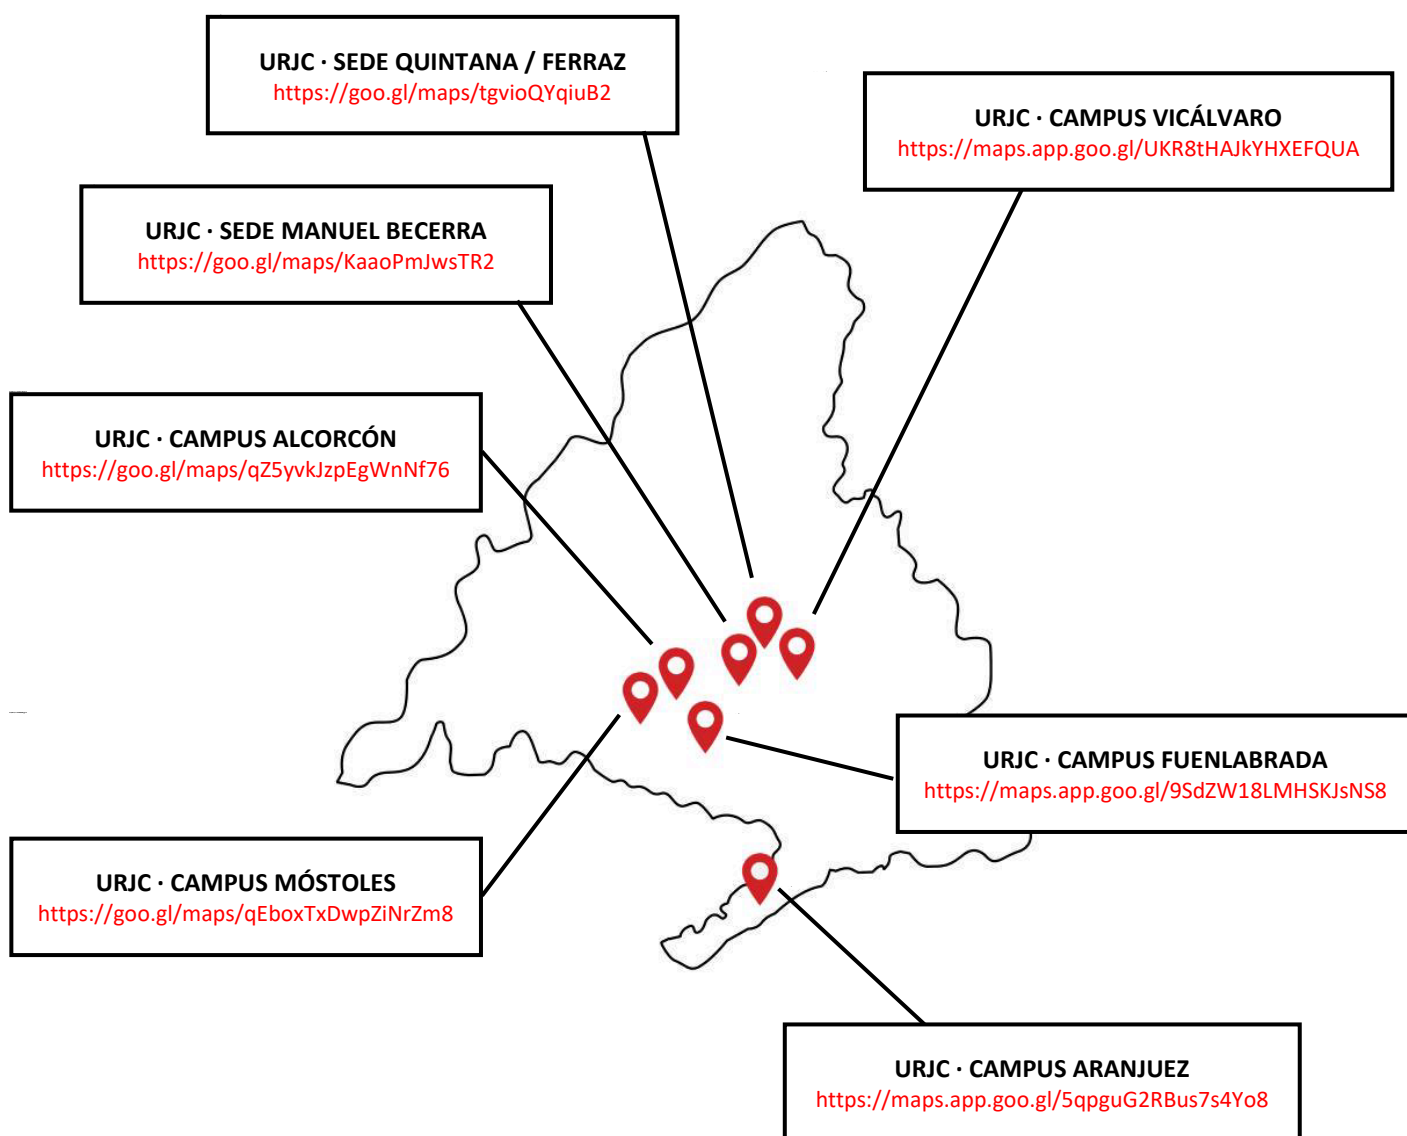 URJC · SEDE QUINTANA / FERRAZ
https://goo.gl/maps/tgvioQYqiuB2
URJC · CAMPUS VICÁLVARO
https://maps.app.goo.gl/UKR8tHAJkYHXEFQUA
URJC · SEDE MANUEL BECERRA
https://goo.gl/maps/KaaoPmJwsTR2
URJC · CAMPUS ALCORCÓN
https://goo.gl/maps/qZ5yvkJzpEgWnNf76
URJC · CAMPUS FUENLABRADA
https://maps.app.goo.gl/9SdZW18LMHSKJsNS8
URJC · CAMPUS MÓSTOLES
https://goo.gl/maps/qEboxTxDwpZiNrZm8
URJC · CAMPUS ARANJUEZ
https://maps.app.goo.gl/5qpguG2RBus7s4Yo8